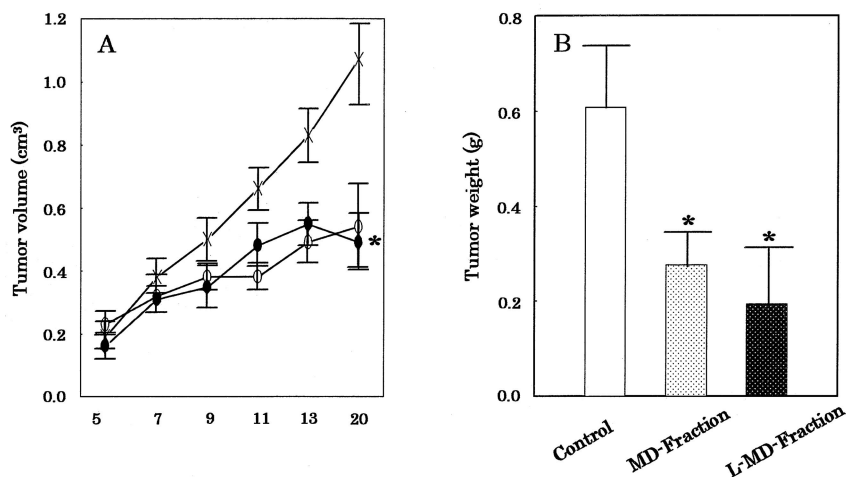 A
Tumor volume (cm³)
1.2
1.0
0.8
0.6
0.4
0.2
0.0
5 7 9 11 13 20
*
B
Tumor weight (g)
0.8
0.6
0.4
0.2
0.0
* *
Control MD-Fraction L-MD-Fraction